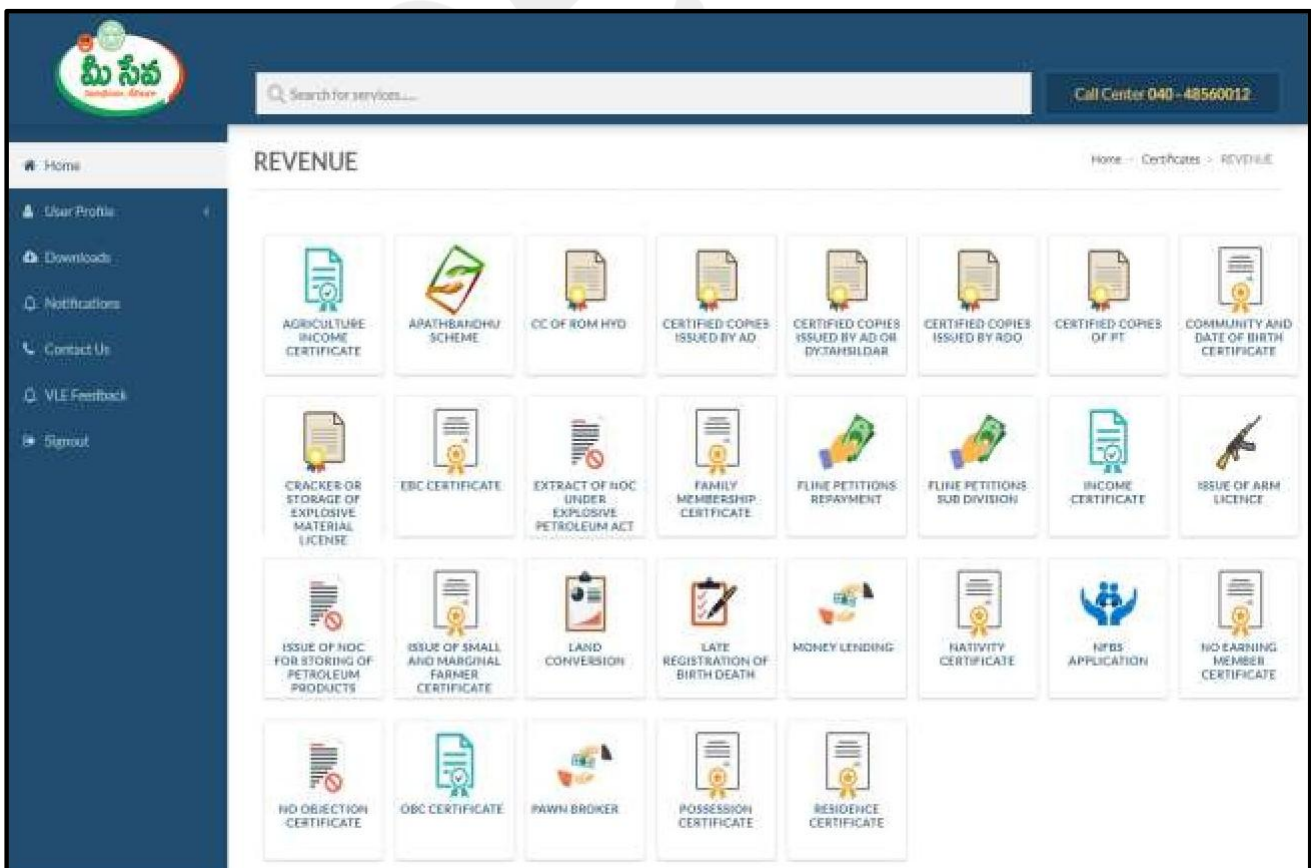 మీ సేవ
Search for services.....
Call Center 040 - 48560012
Home
User Profile
Downloads
Notifications
Contact Us
VLE Feedback
Signout
REVENUE
Home > Certificates > REVENUE
AGRICULTURE
INCOME
CERTIFICATE
APATHBANDHU
SCHEME
CC OF ROM HYD
CERTIFIED COPIES
ISSUED BY AD
CERTIFIED COPIES
ISSUED BY AD OR
DY.TAHSILDAR
CERTIFIED COPIES
ISSUED BY RDO
CERTIFIED COPIES
OF PT
COMMUNITY AND
DATE OF BIRTH
CERTIFICATE
CRACKER OR
STORAGE OF
EXPLOSIVE
MATERIAL
LICENSE
EBC CERTIFICATE
EXTRACT OF NOC
UNDER
EXPLOSIVE
PETROLEUM ACT
FAMILY
MEMBERSHIP
CERTFICATE
FLINE PETITIONS
REPAYMENT
FLINE PETITIONS
SUB DIVISION
INCOME
CERTIFICATE
ISSUE OF ARM
LICENCE
ISSUE OF NOC
FOR STORING OF
PETROLEUM
PRODUCTS
ISSUE OF SMALL
AND MARGINAL
FARMER
CERTIFICATE
LAND
CONVERSION
LATE
REGISTRATION OF
BIRTH DEATH
MONEY LENDING
NATIVITY
CERTIFICATE
NFBS
APPLICATION
NO EARNING
MEMBER
CERTIFICATE
NO OBJECTION
CERTIFICATE
OBC CERTIFICATE
PAWN BROKER
POSSESSION
CERTIFICATE
RESIDENCE
CERTIFICATE